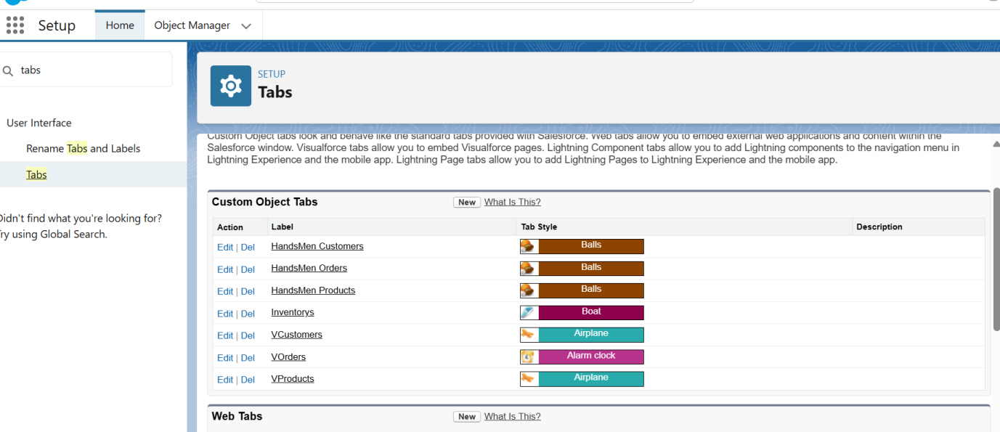 Setup
Home
Object Manager
tabs
User Interface
Rename Tabs and Labels
Tabs
Didn't find what you're looking for?
Try using Global Search.
SETUP
Tabs
Custom Object tabs look and behave like the standard tabs provided with Salesforce. Web tabs allow you to embed external web applications and content within the
Salesforce window. Visualforce tabs allow you to embed Visualforce pages. Lightning Component tabs allow you to add Lightning components to the navigation menu in
Lightning Experience and the mobile app. Lightning Page tabs allow you to add Lightning Pages to Lightning Experience and the mobile app.
Custom Object Tabs New What Is This?
Action Label Tab Style Description
Edit | Del HandsMen Customers Balls
Edit | Del HandsMen Orders Balls
Edit | Del HandsMen Products Balls
Edit | Del Inventorys Boat
Edit | Del VCustomers Airplane
Edit | Del VOrders Alarm clock
Edit | Del VProducts Airplane
Web Tabs New What Is This?